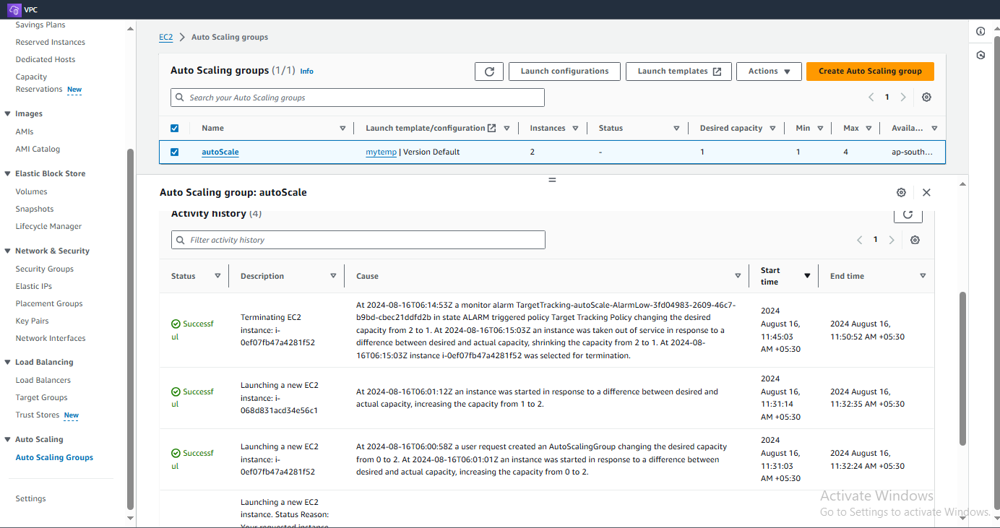 VPC
Savings Plans
Reserved Instances
Dedicated Hosts
Capacity
Reservations New
Images
AMIs
AMI Catalog
Elastic Block Store
Volumes
Snapshots
Lifecycle Manager
Network & Security
Security Groups
Elastic IPs
Placement Groups
Key Pairs
Network Interfaces
Load Balancing
Load Balancers
Target Groups
Trust Stores New
Auto Scaling
Auto Scaling Groups
Settings
EC2 > Auto Scaling groups
Auto Scaling groups (1/1) Info
Launch configurations
Launch templates
Actions
Create Auto Scaling group
Search your Auto Scaling groups
1
Name Launch template/configuration Instances Status Desired capacity Min Max Availa...
autoScale mytemp | Version Default 2 - 1 1 4 ap-south...
Auto Scaling group: autoScale
Activity history (4)
Filter activity history
1
Status Description Cause Start
time End time
Successf
ul
Terminating EC2
instance: i-
0ef07fb47a4281f52
At 2024-08-16T06:14:53Z a monitor alarm TargetTracking-autoScale-AlarmLow-3fd04983-2609-46c7-
b9bd-cbec21ddfd2b in state ALARM triggered policy Target Tracking Policy changing the desired
capacity from 2 to 1. At 2024-08-16T06:15:03Z an instance was taken out of service in response to a
difference between desired and actual capacity, shrinking the capacity from 2 to 1. At 2024-08-
16T06:15:03Z instance i-0ef07fb47a4281f52 was selected for termination.
2024
August 16,
11:45:03
AM +05:30
2024 August 16,
11:50:52 AM +05:30
Successf
ul
Launching a new EC2
instance: i-
068d831acd34e56c1
At 2024-08-16T06:01:12Z an instance was started in response to a difference between desired and
actual capacity, increasing the capacity from 1 to 2.
2024
August 16,
11:31:14
AM +05:30
2024 August 16,
11:32:35 AM +05:30
Successf
ul
Launching a new EC2
instance: i-
0ef07fb47a4281f52
At 2024-08-16T06:00:58Z a user request created an AutoScalingGroup changing the desired capacity
from 0 to 2. At 2024-08-16T06:01:01Z an instance was started in response to a difference between
desired and actual capacity, increasing the capacity from 0 to 2.
2024
August 16,
11:31:03
AM +05:30
2024 August 16,
11:32:24 AM +05:30
Launching a new EC2
instance. Status Reason:
Your requested instance
Activate Windows
Go to Settings to activate Windows.